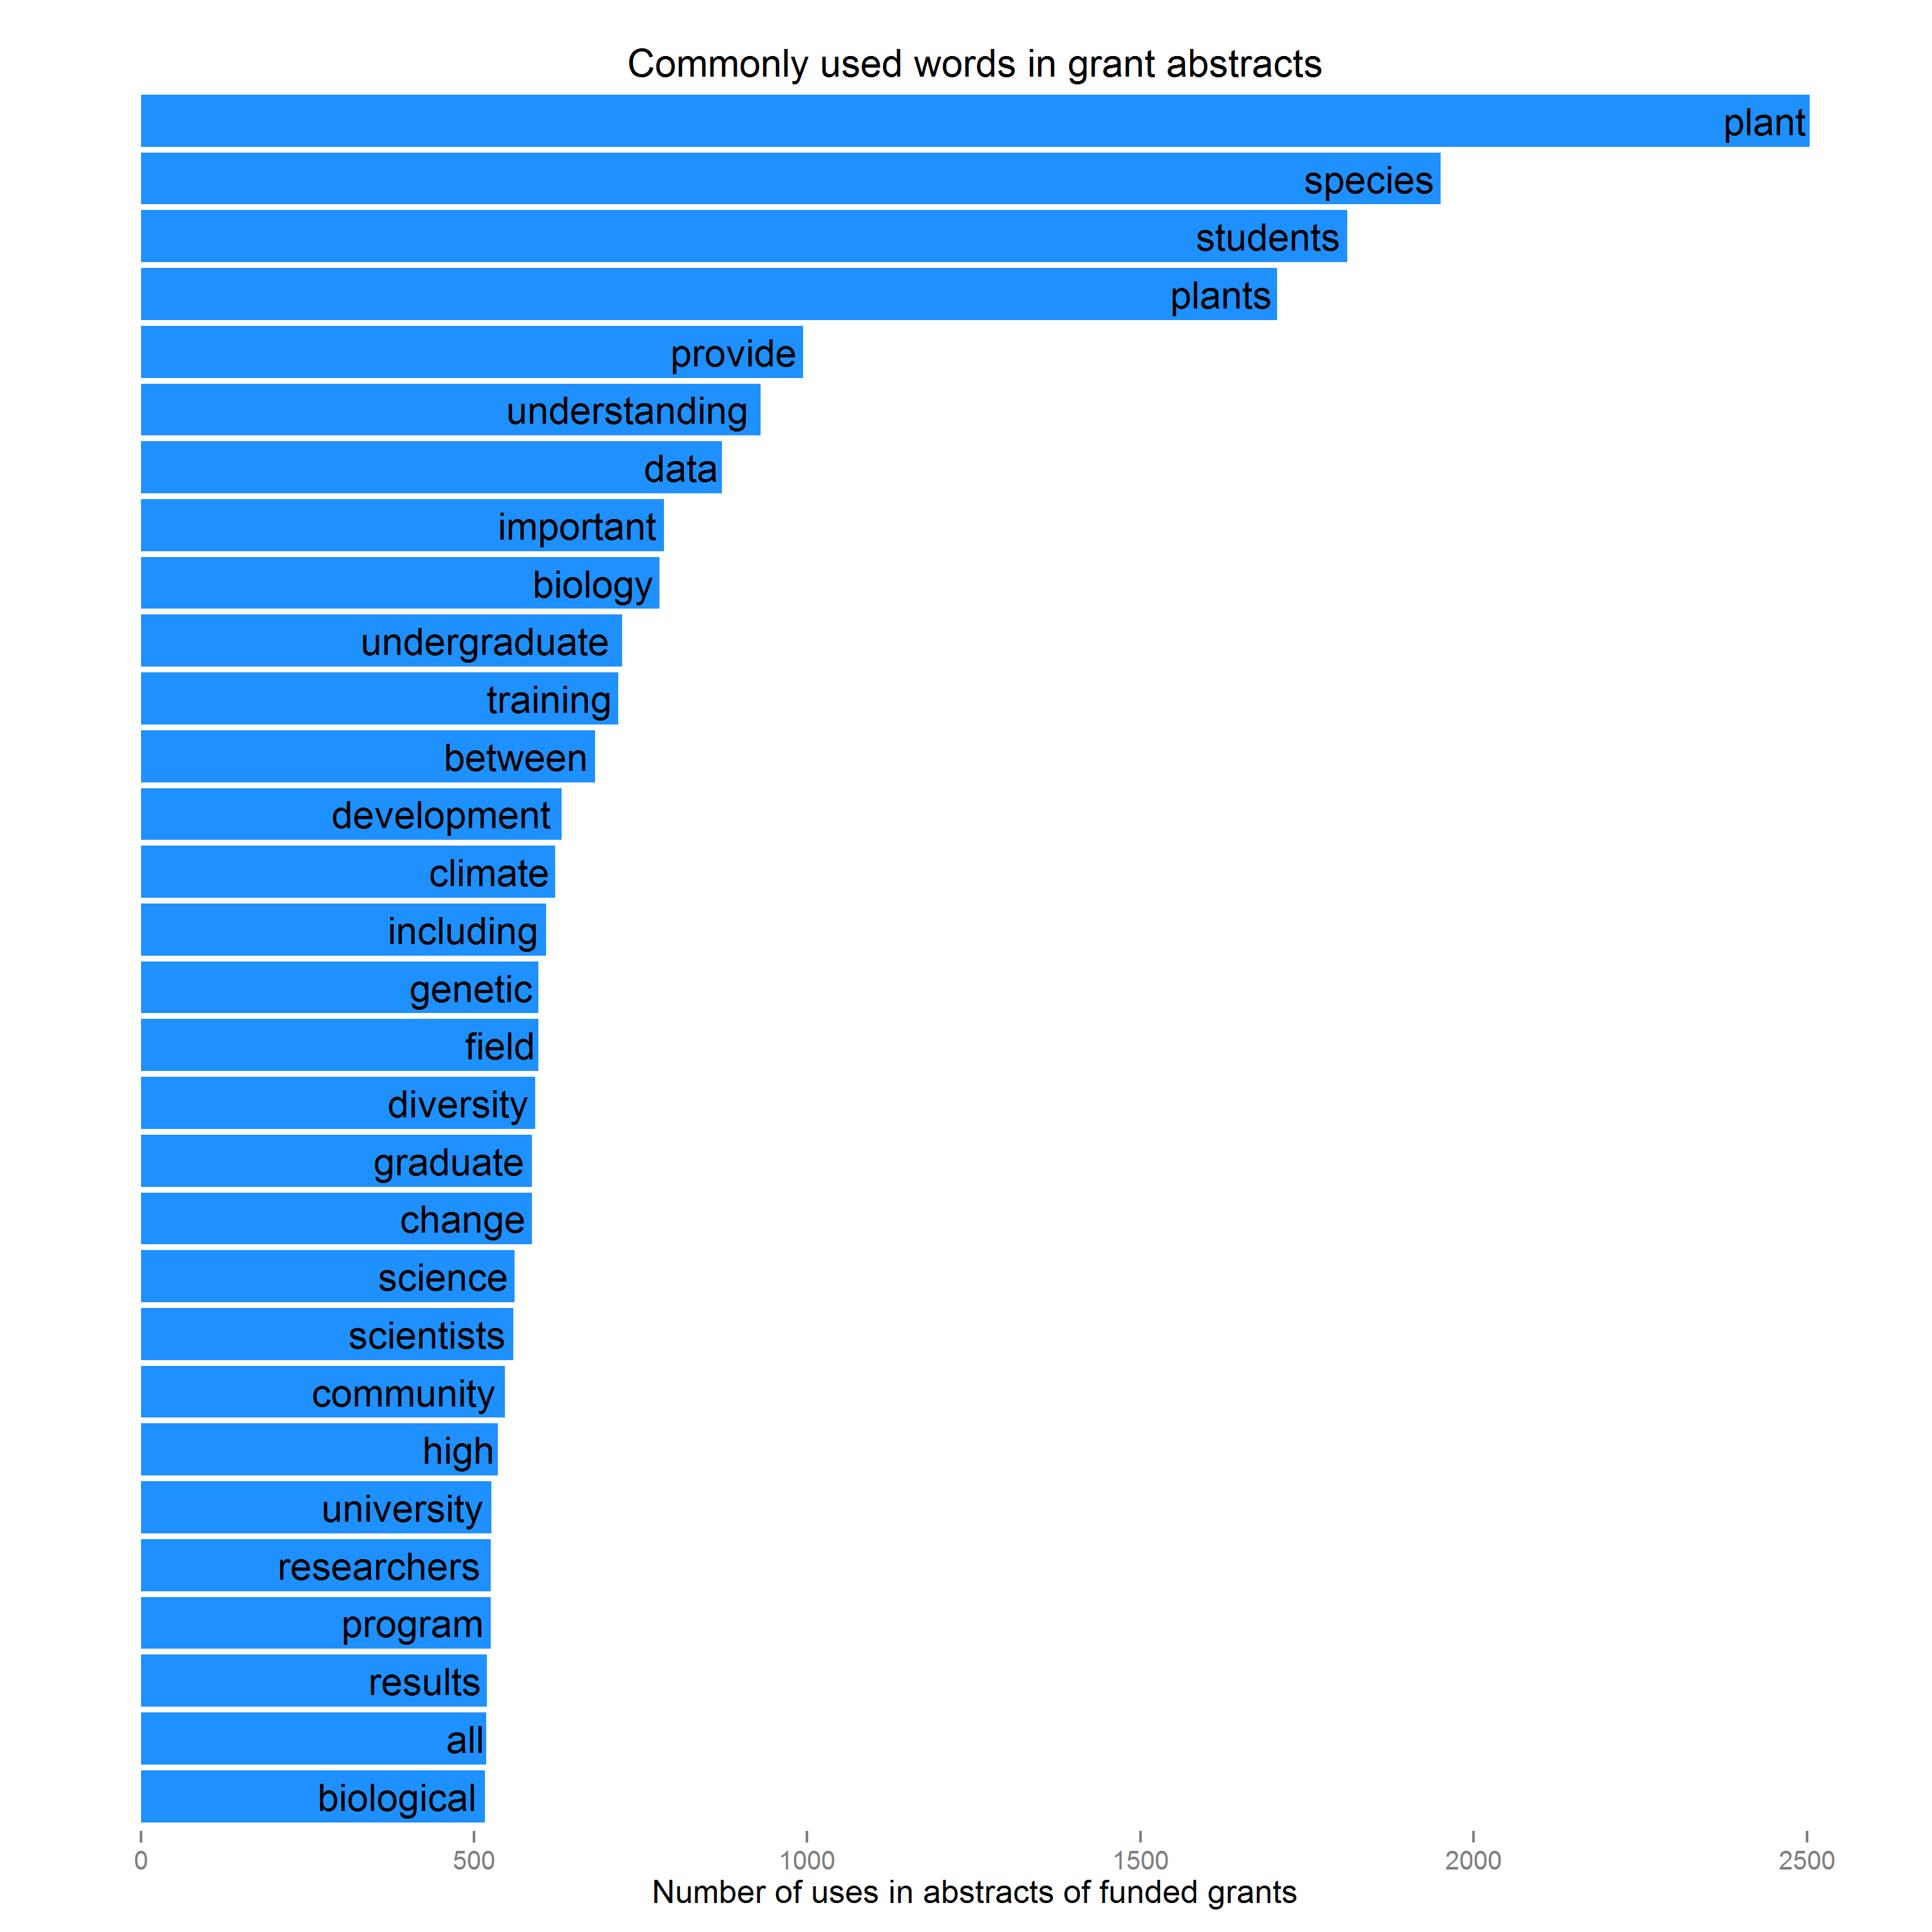 Commonly used words in grant abstracts
plant
species
students
plants
provide
understanding
data
important
biology
undergraduate
training
between
development
climate
including
genetic
field
diversity
graduate
change
science
scientists
community
high
university
researchers
program
results
all
biological
0 500 1000 1500 2000 2500
Number of uses in abstracts of funded grants